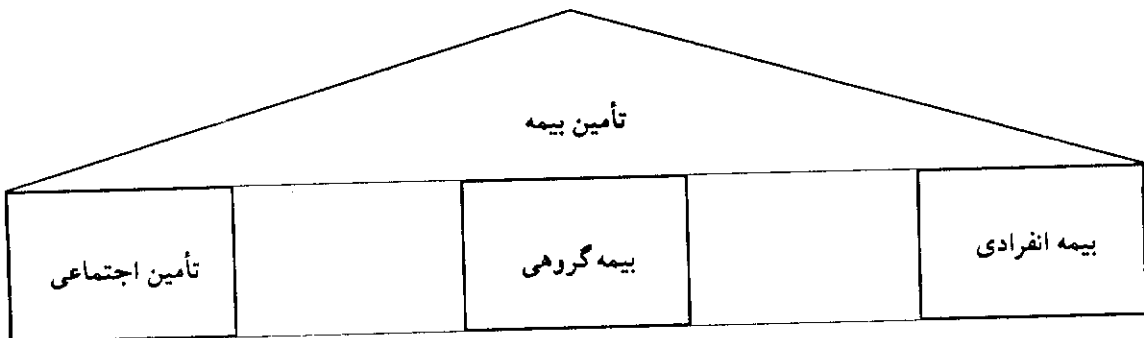 تأمین بیمه
بیمه انفرادی
بیمه گروهی
تأمین اجتماعی